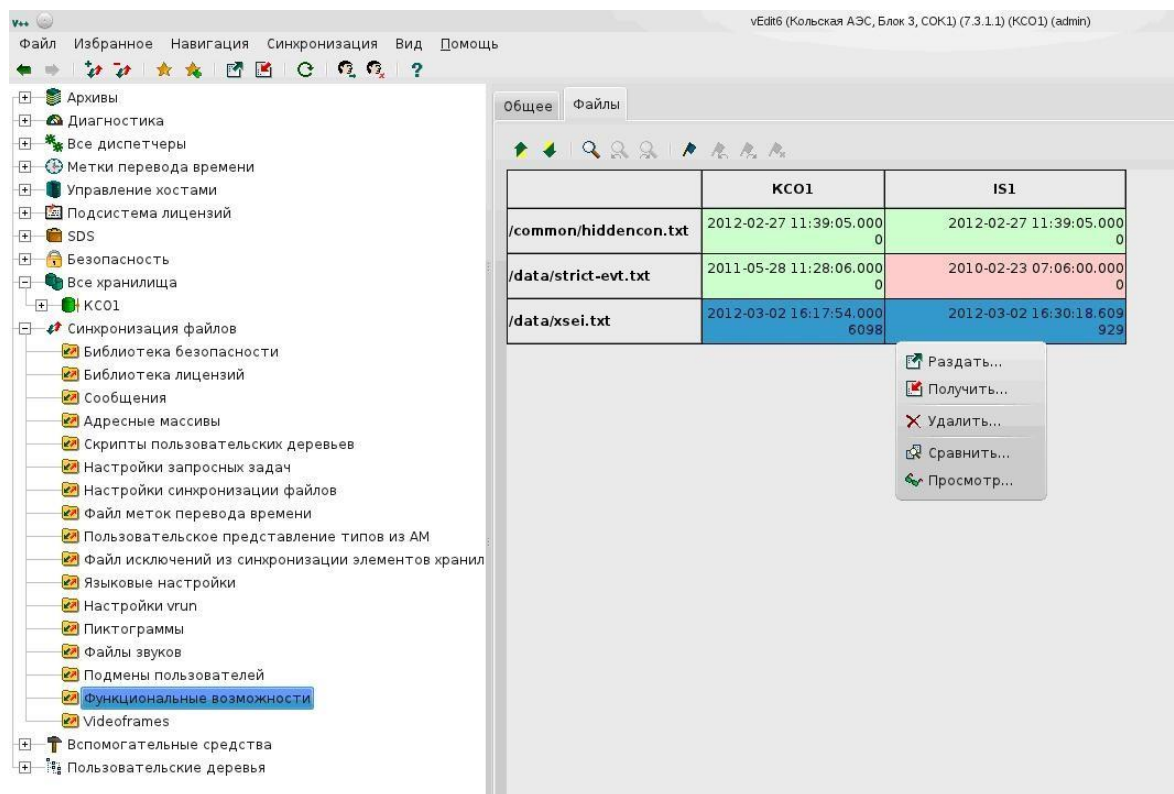 V++
vEdit6 (Кольская АЭС, Блок 3, СОК1) (7.3.1.1) (КСО1) (admin)
Файл Избранное Навигация Синхронизация Вид Помощь
?
Архивы
Диагностика
Все диспетчеры
Метки перевода времени
Управление хостами
Подсистема лицензий
SDS
Безопасность
Все хранилища
КСО1
Синхронизация файлов
Библиотека безопасности
Библиотека лицензий
Сообщения
Адресные массивы
Скрипты пользовательских деревьев
Настройки запросных задач
Настройки синхронизации файлов
Файл меток перевода времени
Пользовательское представление типов из АМ
Файл исключений из синхронизации элементов хранил
Языковые настройки
Настройки vrun
Пиктограммы
Файлы звуков
Подмены пользователей
Функциональные возможности
Videoframes
Вспомогательные средства
Пользовательские деревья
Общее Файлы
КСО1 IS1
/common/hiddencon.txt 2012-02-27 11:39:05.000 2012-02-27 11:39:05.000
0 0
/data/strict-evt.txt 2011-05-28 11:28:06.000 2010-02-23 07:06:00.000
0 0
/data/xsei.txt 2012-03-02 16:17:54.000 2012-03-02 16:30:18.609
6098 929
Раздать...
Получить...
Удалить...
Сравнить...
Просмотр...